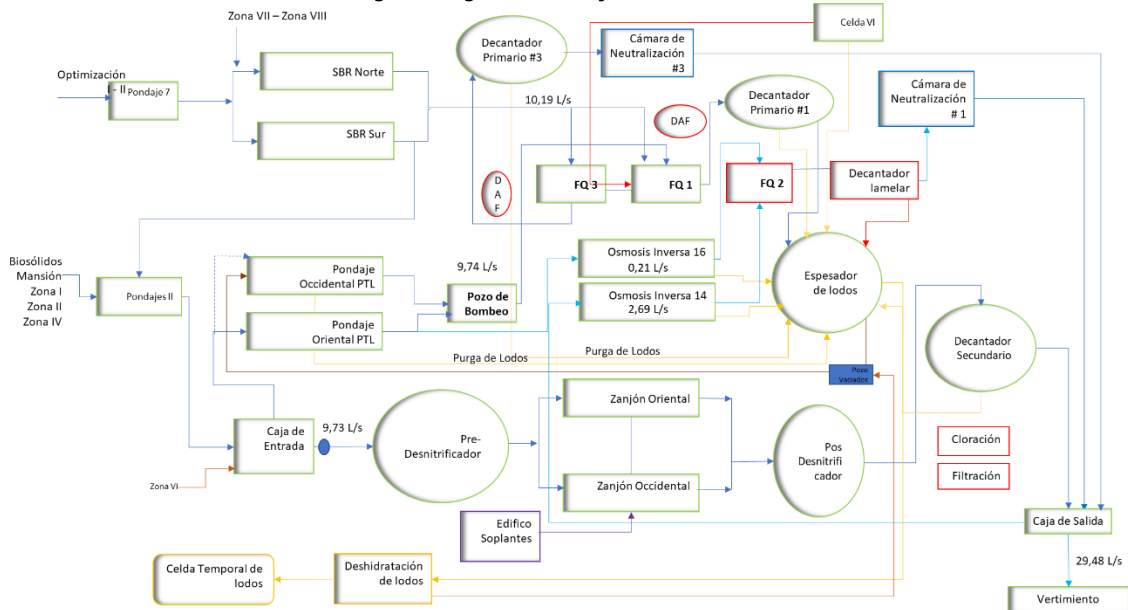 Zona VII – Zona VIII
Optimización
I - II
Pondaje 7
SBR Norte
SBR Sur
Decantador
Primario #3
Cámara de
Neutralización
#3
Celda VI
10,19 L/s
DAF
Decantador
Primario #1
Cámara de
Neutralización
# 1
D
A
F
FQ 3
FQ 1
FQ 2
Decantador
lamelar
Biosólidos
Mansión
Zona I
Zona II
Zona IV
Pondajes II
Pondaje
Occidental PTL
Pondaje
Oriental PTL
9,74 L/s
Pozo de
Bombeo
Osmosis Inversa 16
0,21 L/s
Osmosis Inversa 14
2,69 L/s
Espesador
de lodos
Purga de Lodos
Purga de Lodos
Pozo
Vaciados
Decantador
Secundario
Caja de
Entrada
9,73 L/s
Zona VI
Pre-
Desnitrificador
Zanjón Oriental
Zanjón Occidental
Pos
Desnitrifi
cador
Cloración
Filtración
Edifico
Soplantes
Caja de Salida
29,48 L/s
Celda Temporal de
lodos
Deshidratación
de lodos
Vertimiento